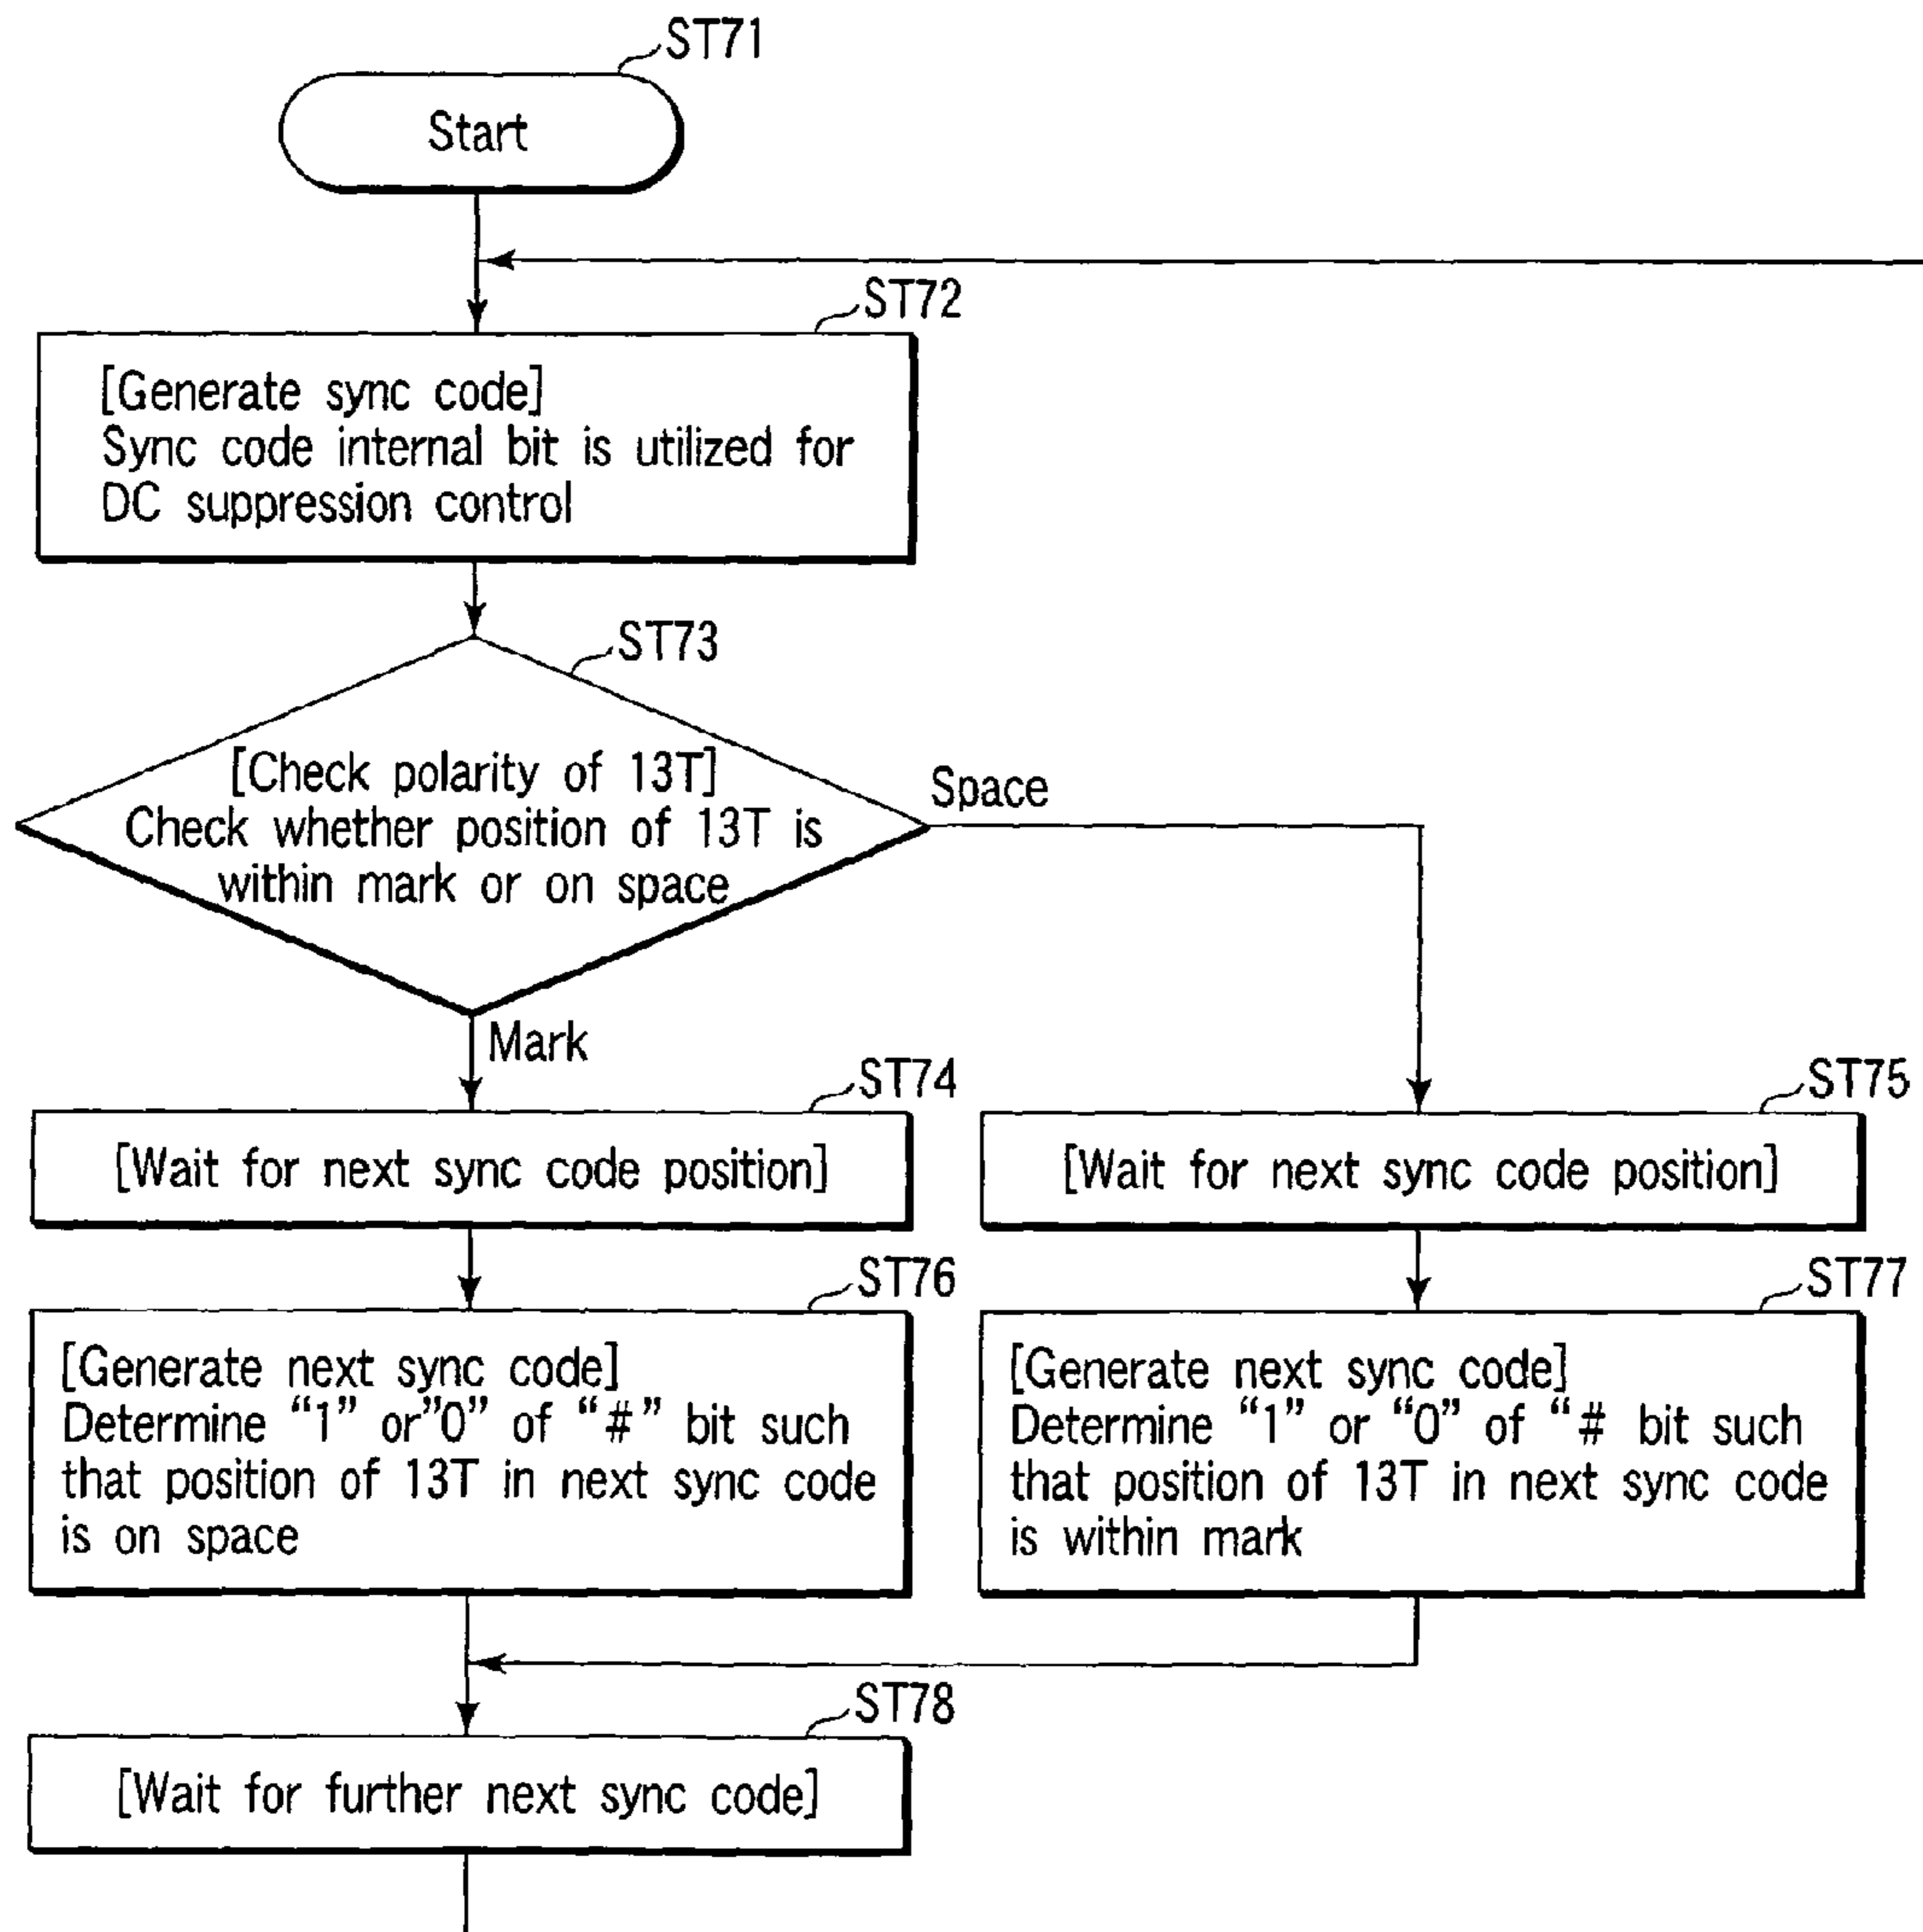 ST71
Start
ST72
[Generate sync code]
Sync code internal bit is utilized for
DC suppression control
ST73
[Check polarity of 13T]
Check whether position of 13T is
within mark or on space
Space
Mark
ST74
[Wait for next sync code position]
ST75
[Wait for next sync code position]
ST76
[Generate next sync code]
Determine “1” or”0” of “#” bit such
that position of 13T in next sync code
is on space
ST77
[Generate next sync code]
Determine “1” or “0” of “# bit such
that position of 13T in next sync code
is within mark
ST78
[Wait for further next sync code]